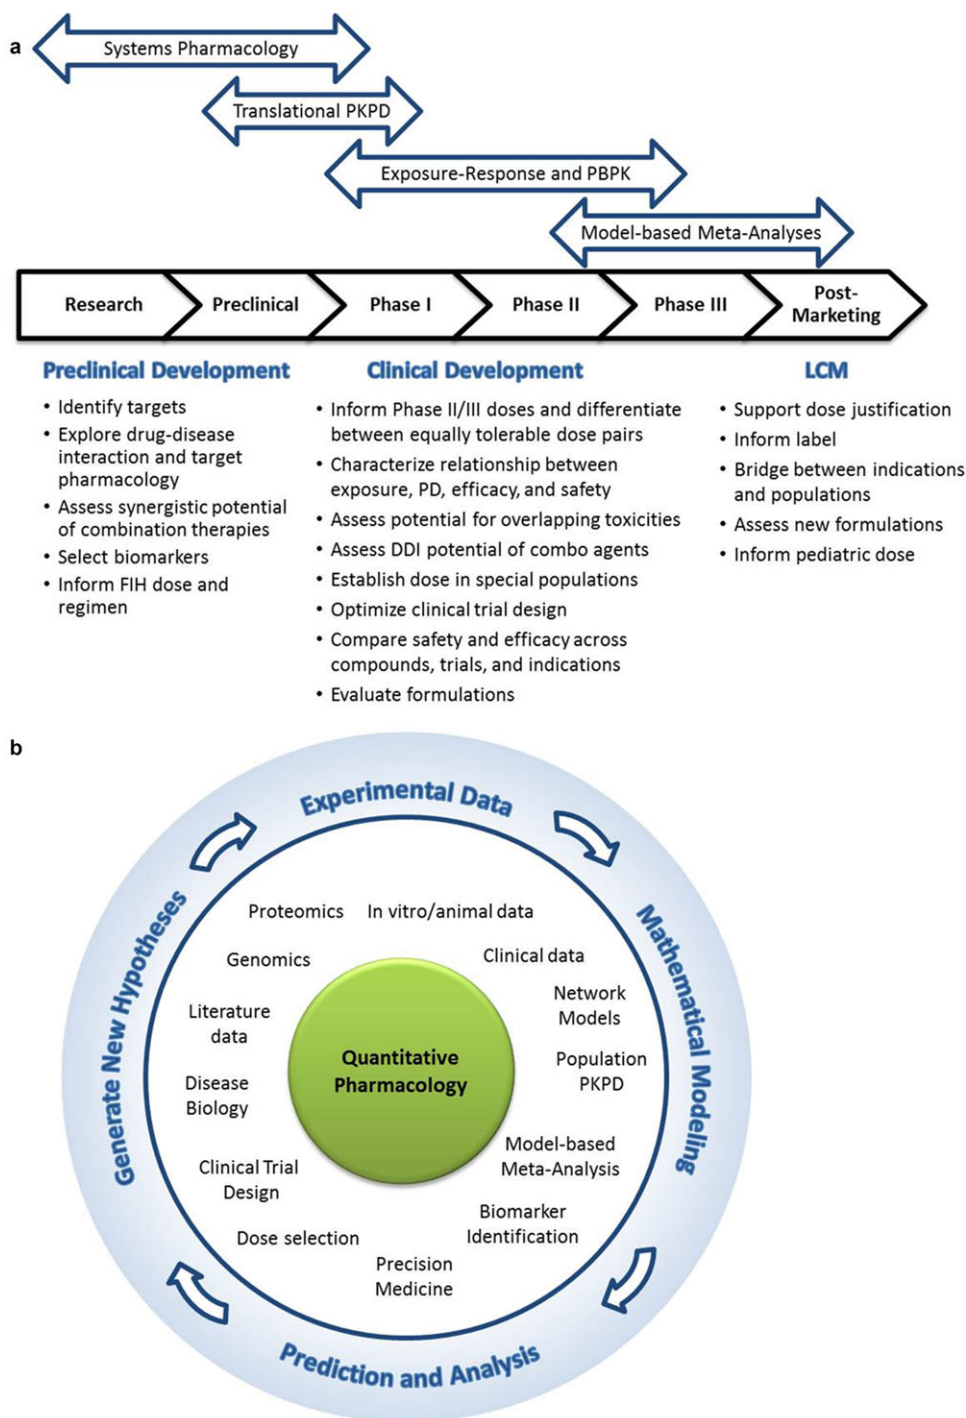 a
Systems Pharmacology
Translational PKPD
Exposure-Response and PBPK
Model-based Meta-Analyses
Research
Preclinical
Phase I
Phase II
Phase III
Post-
Marketing
Preclinical Development
• Identify targets
• Explore drug-disease
interaction and target
pharmacology
• Assess synergistic potential
of combination therapies
• Select biomarkers
• Inform FIH dose and
regimen
Clinical Development
• Inform Phase II/III doses and differentiate
between equally tolerable dose pairs
• Characterize relationship between
exposure, PD, efficacy, and safety
• Assess potential for overlapping toxicities
• Assess DDI potential of combo agents
• Establish dose in special populations
• Optimize clinical trial design
• Compare safety and efficacy across
compounds, trials, and indications
• Evaluate formulations
LCM
• Support dose justification
• Inform label
• Bridge between indications
and populations
• Assess new formulations
• Inform pediatric dose
b
Experimental Data
Mathematical Modeling
Prediction and Analysis
Generate New Hypotheses
Proteomics
In vitro/animal data
Genomics
Clinical data
Literature
data
Network
Models
Disease
Biology
Population
PKPD
Quantitative
Pharmacology
Clinical Trial
Design
Model-based
Meta-Analysis
Dose selection
Biomarker
Identification
Precision
Medicine